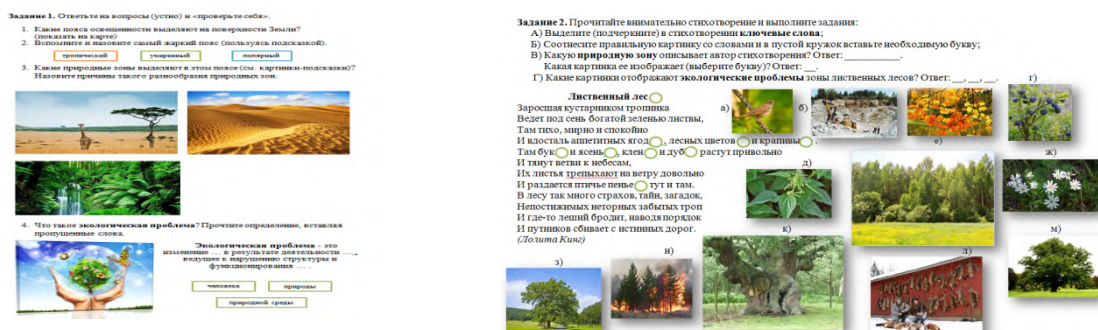 Задание 1. Ответьте на вопросы (устно) и «проверьте себя».
1. Какие пояса освещенности выделяют на поверхности Земли?
(показать на карте)
2. Вспомните и назовите самый жаркий пояс (пользуясь подсказкой).
тропический умеренный полярный
3. Какие природные зоны выделяют в этом поясе (см. картинки-подсказки)?
Назовите причины такого разнообразия природных зон.
4. Что такое экологическая проблема? Прочтите определение, вставляя
пропущенные слова.
Экологическая проблема - это
изменение … в результате деятельности …,
ведущее к нарушению структуры и
функционирования … .
человека природы
природной среды
Задание 2. Прочитайте внимательно стихотворение и выполните задания:
А) Выделите (подчеркните) в стихотворении ключевые слова;
Б) Соотнесите правильную картинку со словами и в пустой кружок вставьте необходимую букву;
В) Какую природную зону описывает автор стихотворения? Ответ: __________.
Какая картинка ее изображает (выберите букву)? Ответ: __.
Г) Какие картинки отображают экологические проблемы зоны лиственных лесов? Ответ: __, __, __.
Лиственный лес
Заросшая кустарником тропинка
Ведет под сень богатой зеленью листвы,
Там тихо, мирно и спокойно
И вдосталь аппетитных ягод , лесных цветов и крапивы .
Там бук и ясень , клен и дуб растут привольно
И тянут ветви к небесам,
Их листья трепыхают на ветру довольно
И раздается птичье пенье тут и там.
В лесу так много страхов, тайн, загадок,
Непостижимых неторных забытых троп
И где-то леший бродит, наводя порядок
И путников сбивает с истинных дорог.
(Лолита Кинг)
а)
б)
г)
д)
е)
ж)
з)
и)
к)
л)
м)